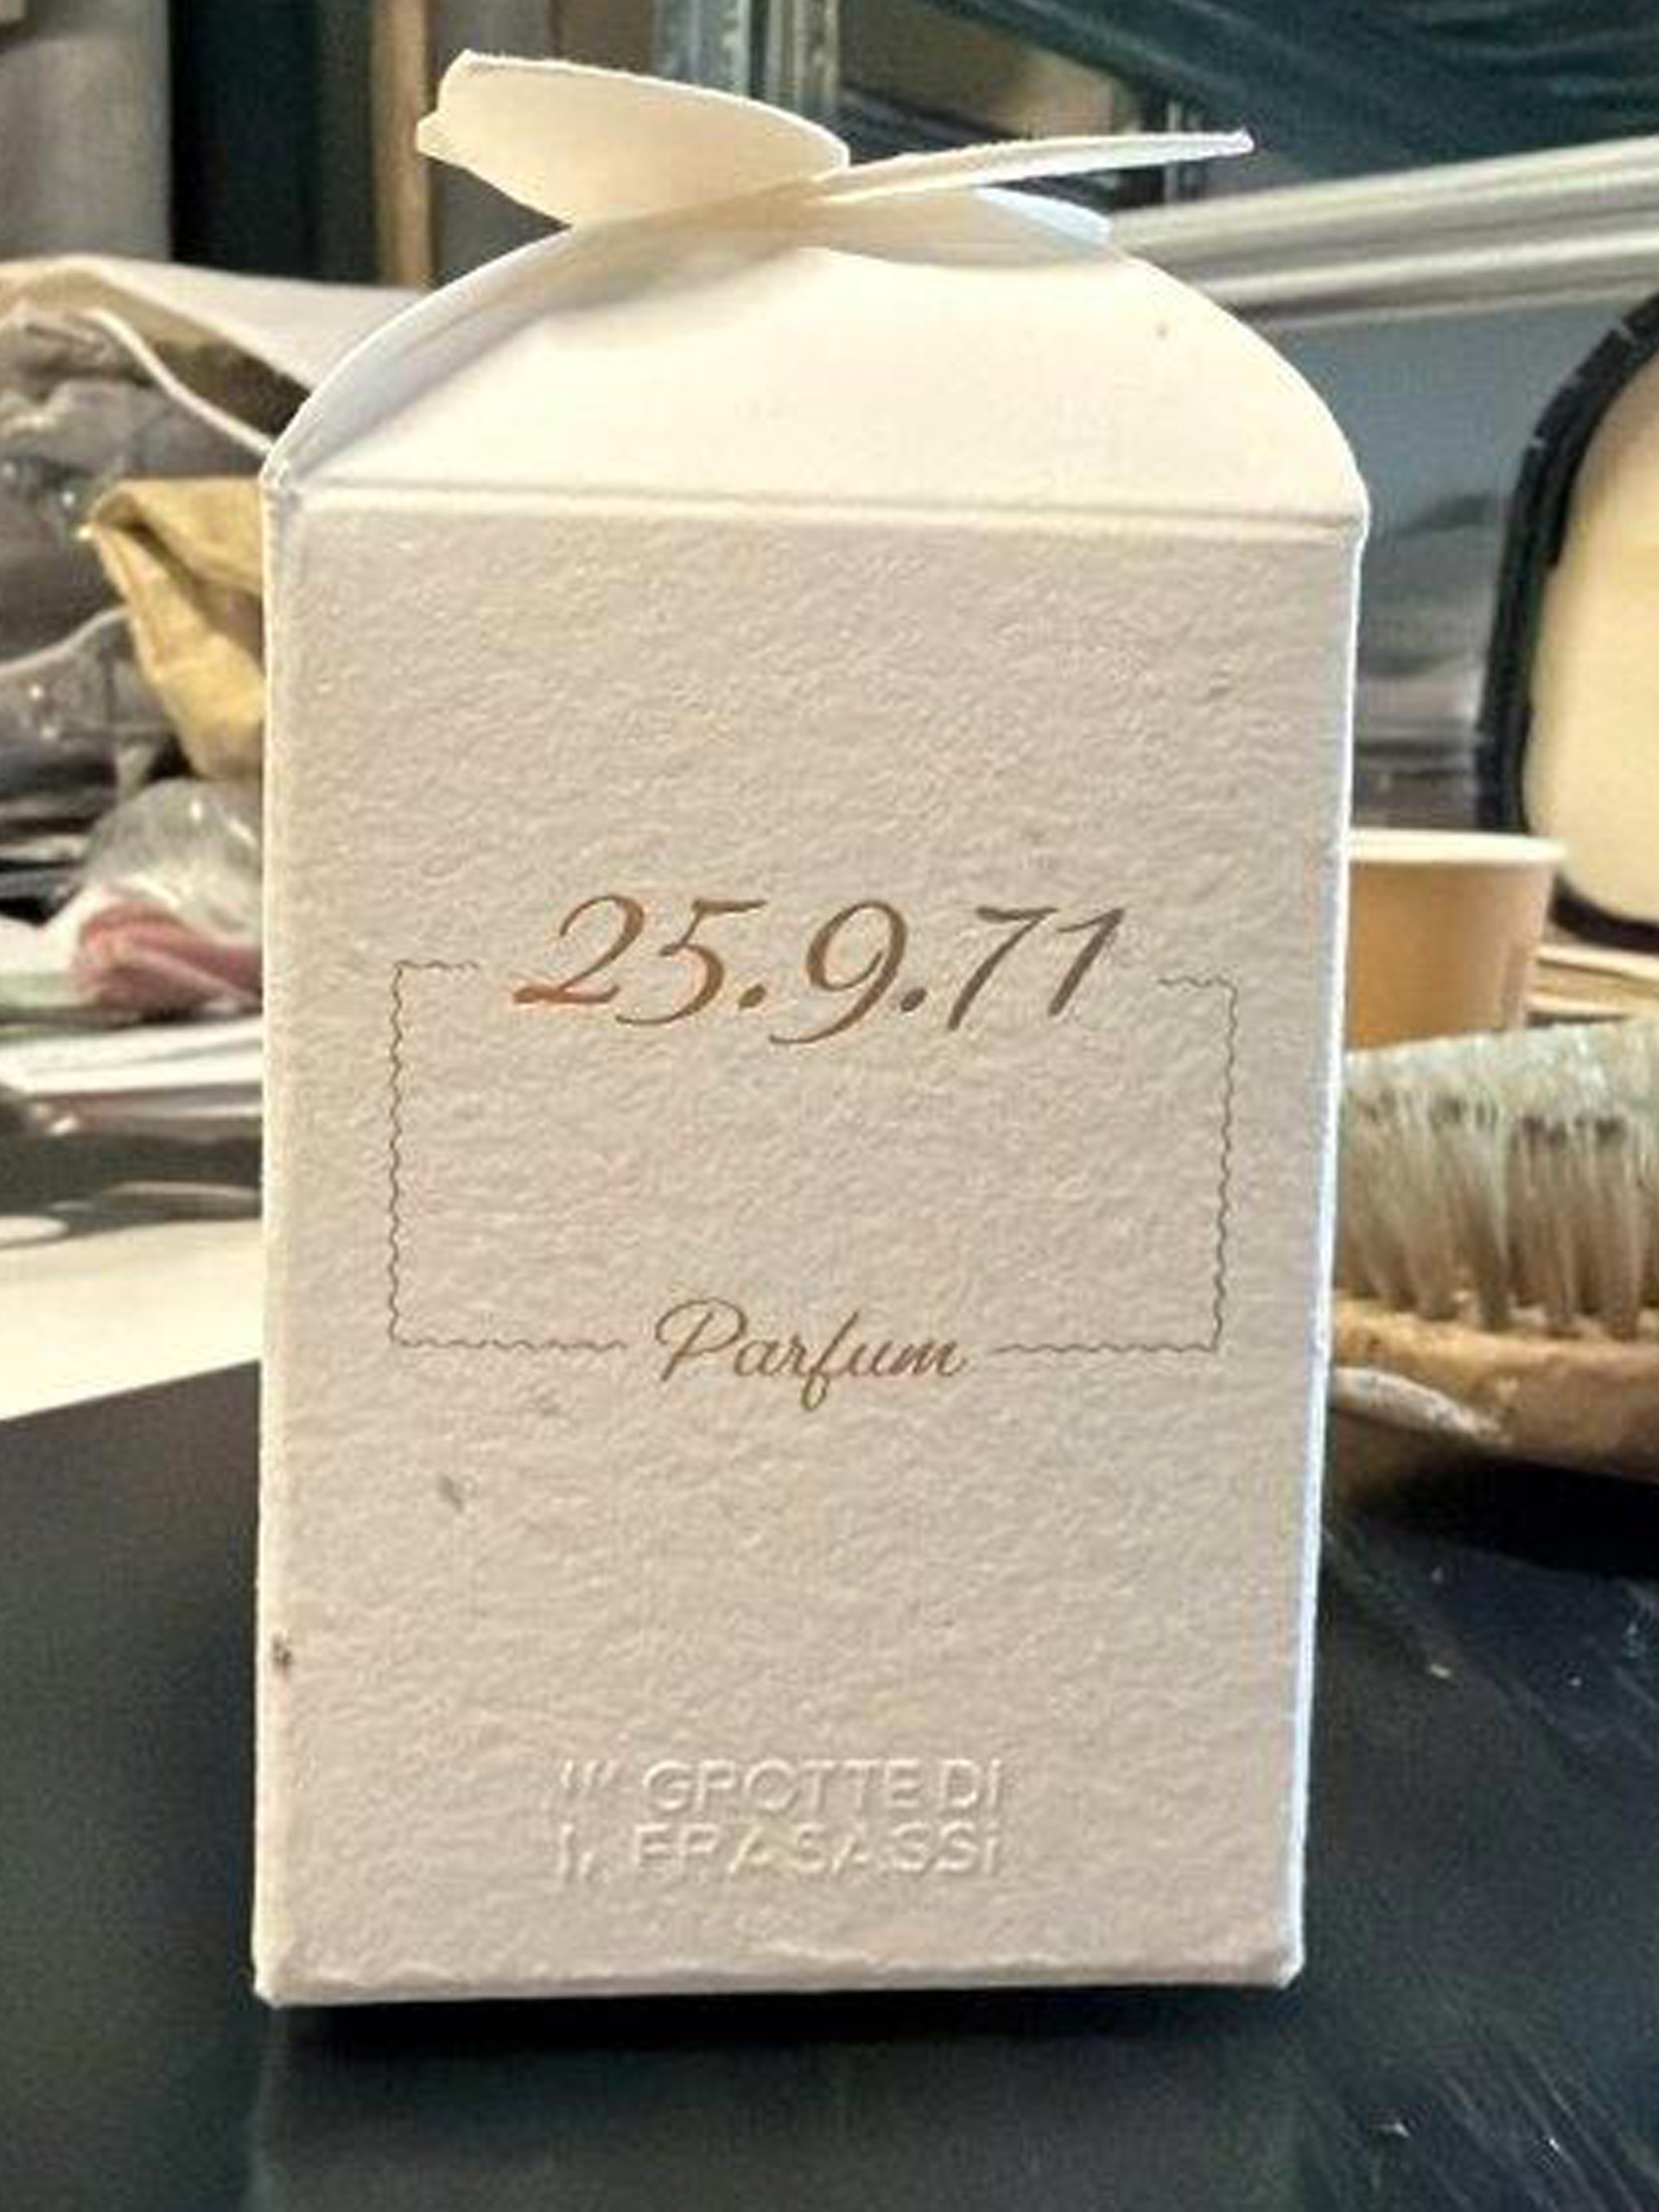 25.9.71
Parfum
GROTTE DI
FRASASSI